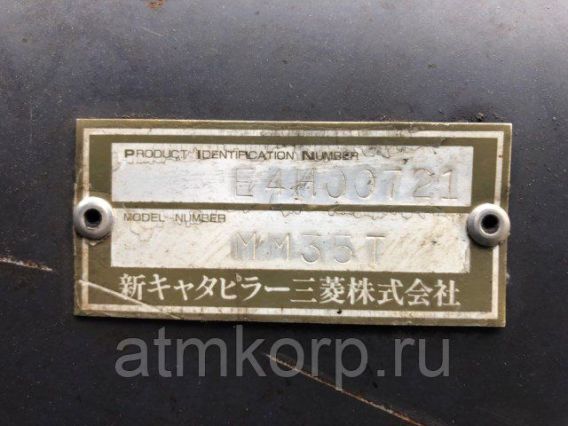 PRODUCT IDENTIFICATION NUMBER
E4H00721
MODEL NUMBER
MM35T
新キャタピラー三菱株式会社
atmkorp.ru